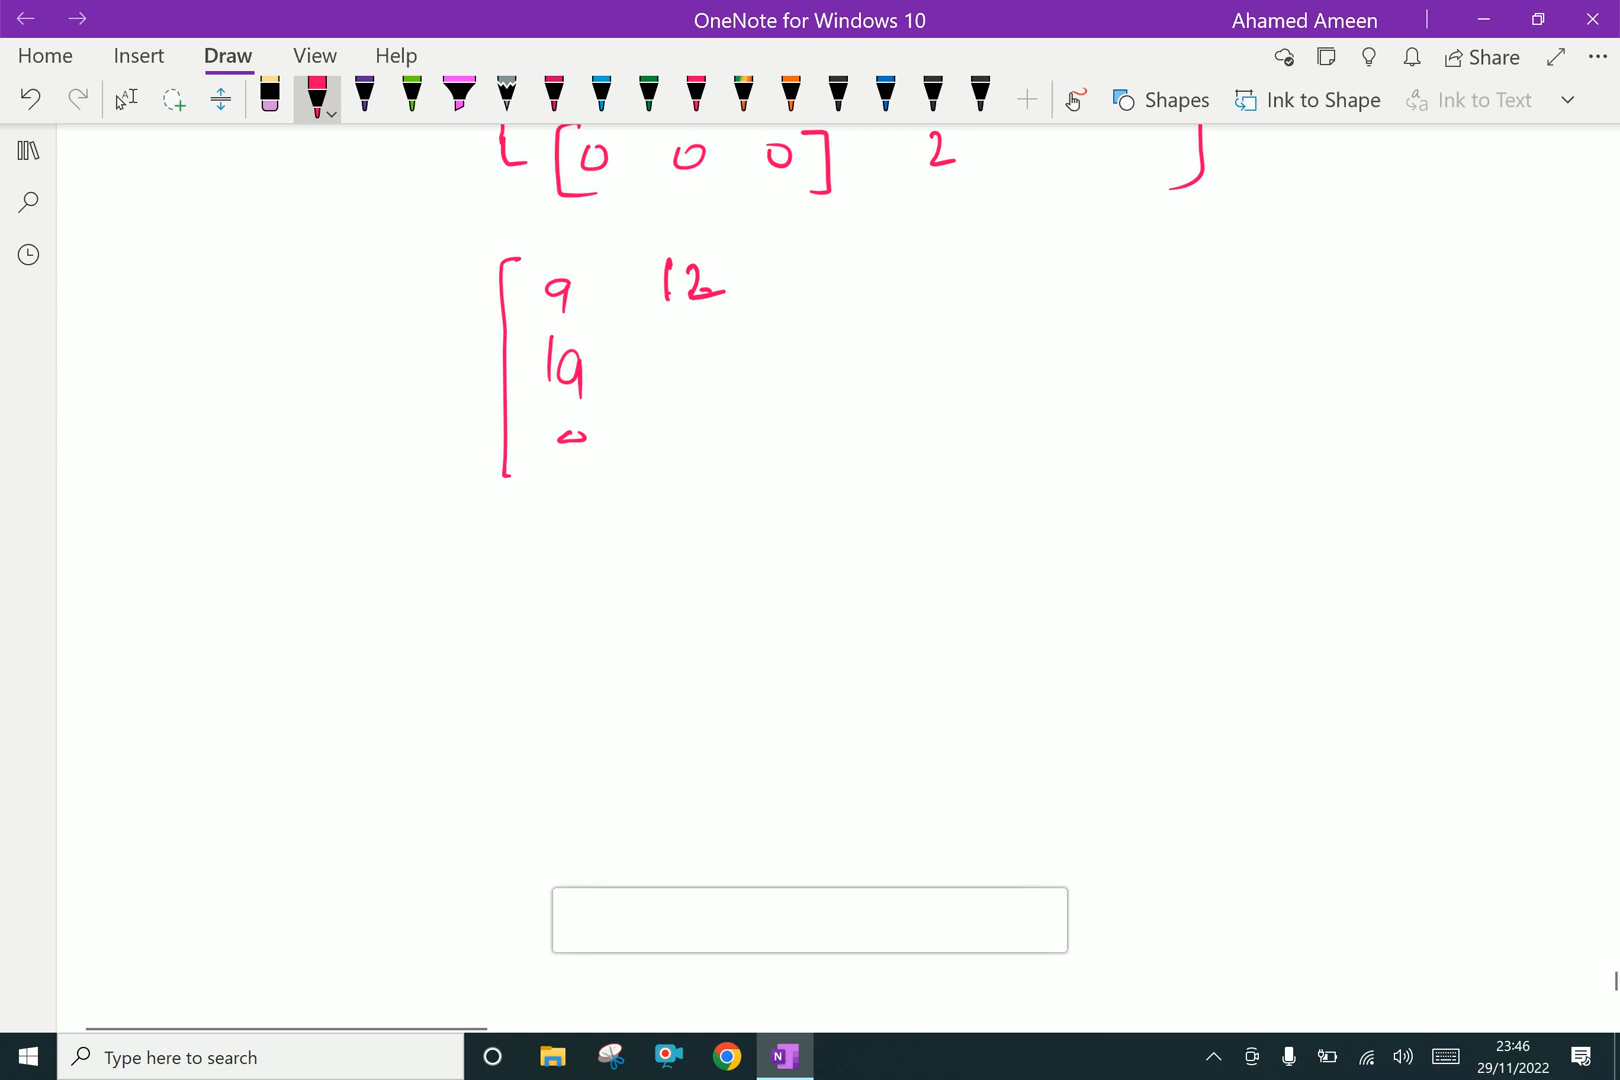 OneNote for Windows 10 Ahamed Ameen
Home Insert Draw View Help Share
Shapes Ink to Shape Ink to Text
[ [ 0 0 0 ] 2 ]
[ 9 12
19
0
Type here to search
23:46
29/11/2022